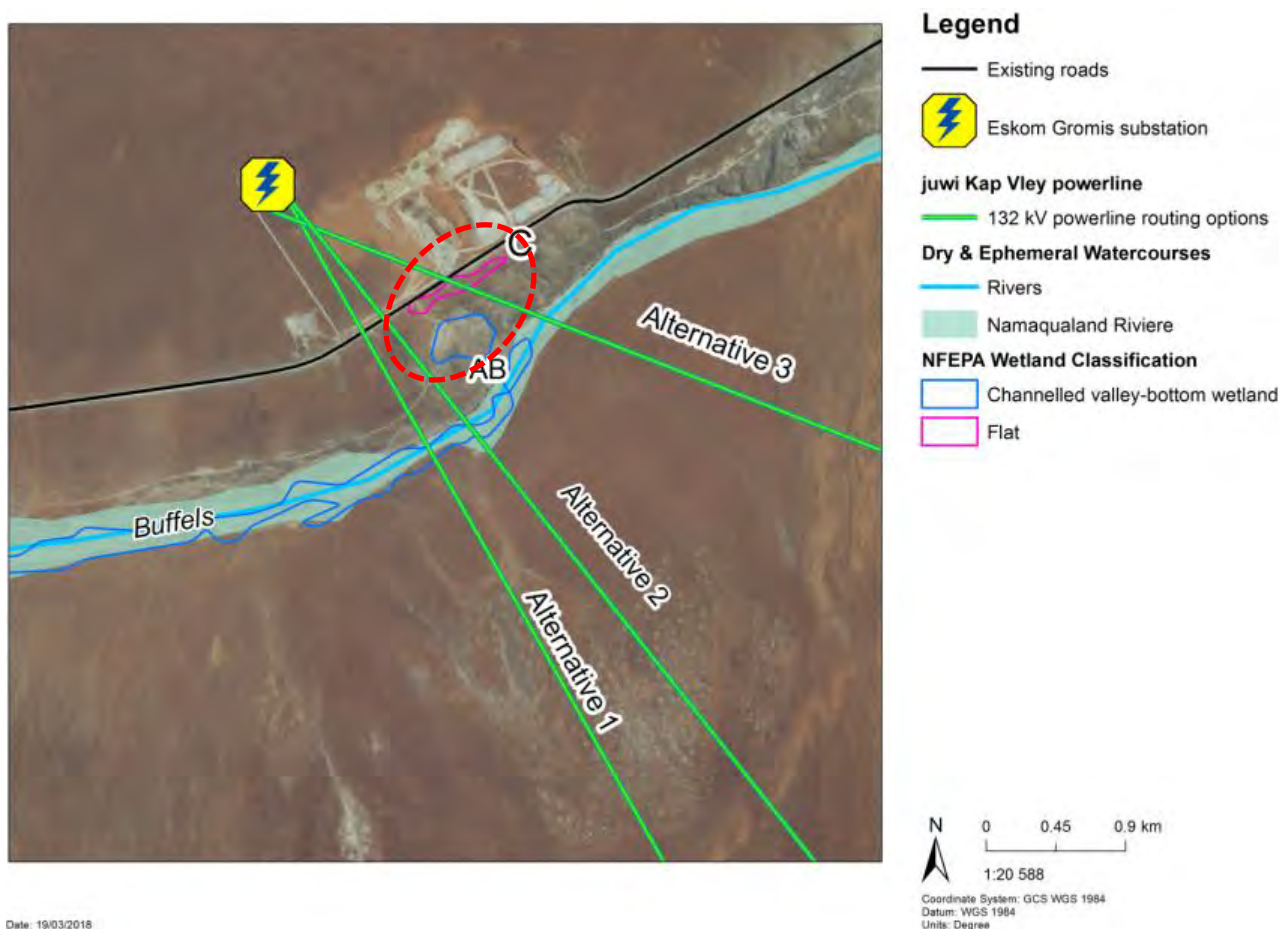 Legend
Existing roads
Eskom Gromis substation
juwi Kap Vley powerline
132 kV powerline routing options
Dry & Ephemeral Watercourses
Rivers
Namaqualand Riviere
NFEPA Wetland Classification
Channelled valley-bottom wetland
Flat
C
Alternative 3
AB
Alternative 2
Buffels
Alternative 1
N
0 0.45 0.9 km
1:20 588
Coordinate System: GCS WGS 1984
Datum: WGS 1984
Units: Degree
Date: 19/03/2018